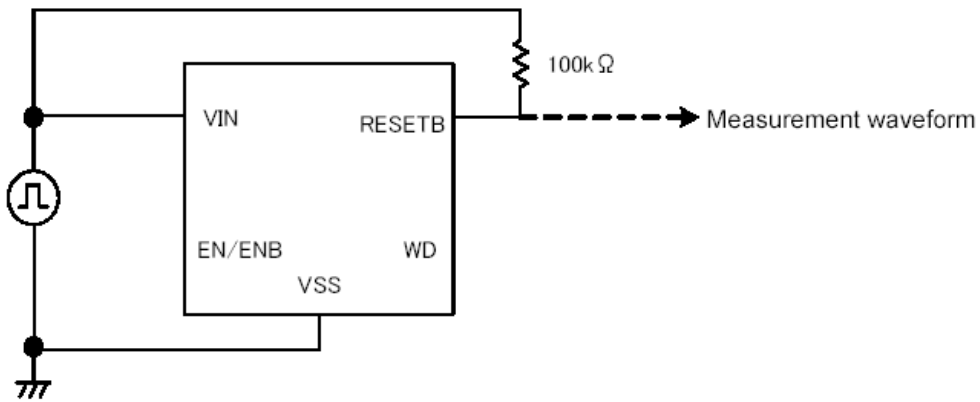 100kΩ
VIN
RESETB
Measurement waveform
EN/ENB
WD
VSS